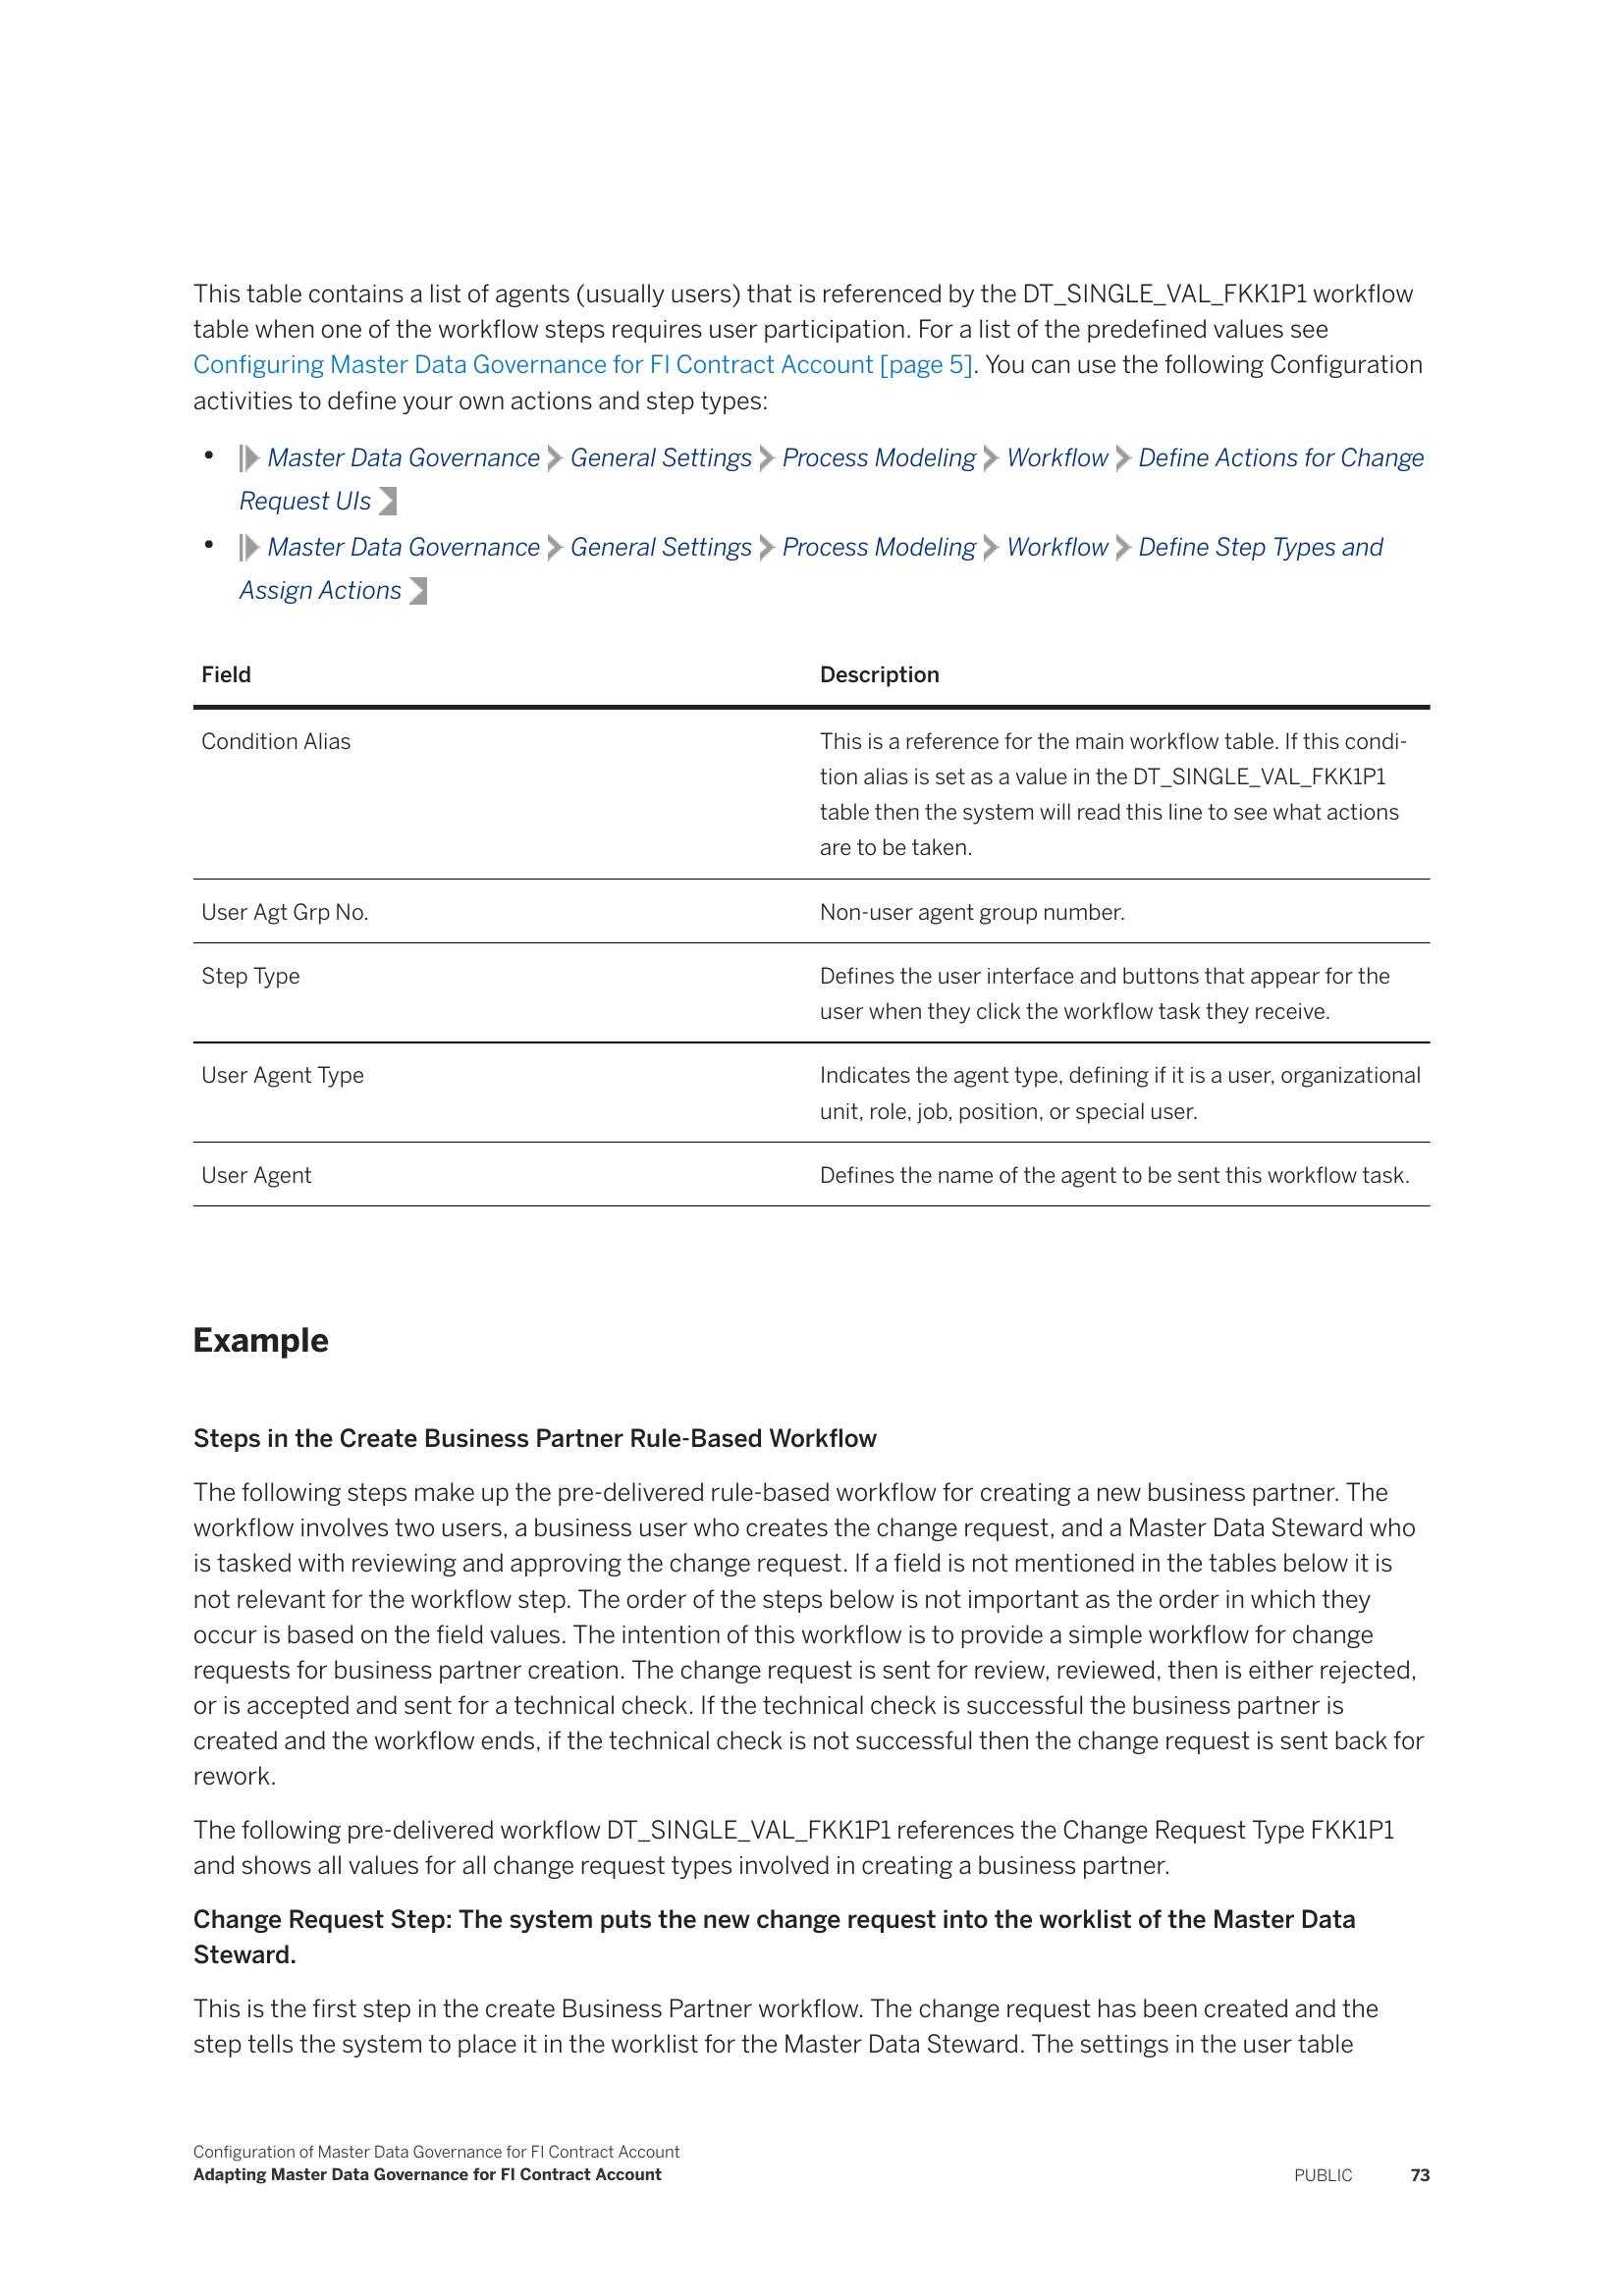 This table contains a list of agents (usually users) that is referenced by the DT_SINGLE_VAL_FKK1P1 workflow
table when one of the workflow steps requires user participation. For a list of the predefined values see
Configuring Master Data Governance for FI Contract Account [page 5]. You can use the following Configuration
activities to define your own actions and step types:
• Master Data Governance General Settings Process Modeling Workflow Define Actions for Change
Request UIs
• Master Data Governance General Settings Process Modeling Workflow Define Step Types and
Assign Actions
Field Description
Condition Alias This is a reference for the main workflow table. If this condi-
tion alias is set as a value in the DT_SINGLE_VAL_FKK1P1
table then the system will read this line to see what actions
are to be taken.
User Agt Grp No. Non-user agent group number.
Step Type Defines the user interface and buttons that appear for the
user when they click the workflow task they receive.
User Agent Type Indicates the agent type, defining if it is a user, organizational
unit, role, job, position, or special user.
User Agent Defines the name of the agent to be sent this workflow task.
Example
Steps in the Create Business Partner Rule-Based Workflow
The following steps make up the pre-delivered rule-based workflow for creating a new business partner. The
workflow involves two users, a business user who creates the change request, and a Master Data Steward who
is tasked with reviewing and approving the change request. If a field is not mentioned in the tables below it is
not relevant for the workflow step. The order of the steps below is not important as the order in which they
occur is based on the field values. The intention of this workflow is to provide a simple workflow for change
requests for business partner creation. The change request is sent for review, reviewed, then is either rejected,
or is accepted and sent for a technical check. If the technical check is successful the business partner is
created and the workflow ends, if the technical check is not successful then the change request is sent back for
rework.
The following pre-delivered workflow DT_SINGLE_VAL_FKK1P1 references the Change Request Type FKK1P1
and shows all values for all change request types involved in creating a business partner.
Change Request Step: The system puts the new change request into the worklist of the Master Data
Steward.
This is the first step in the create Business Partner workflow. The change request has been created and the
step tells the system to place it in the worklist for the Master Data Steward. The settings in the user table
Configuration of Master Data Governance for FI Contract Account
Adapting Master Data Governance for FI Contract Account PUBLIC 73